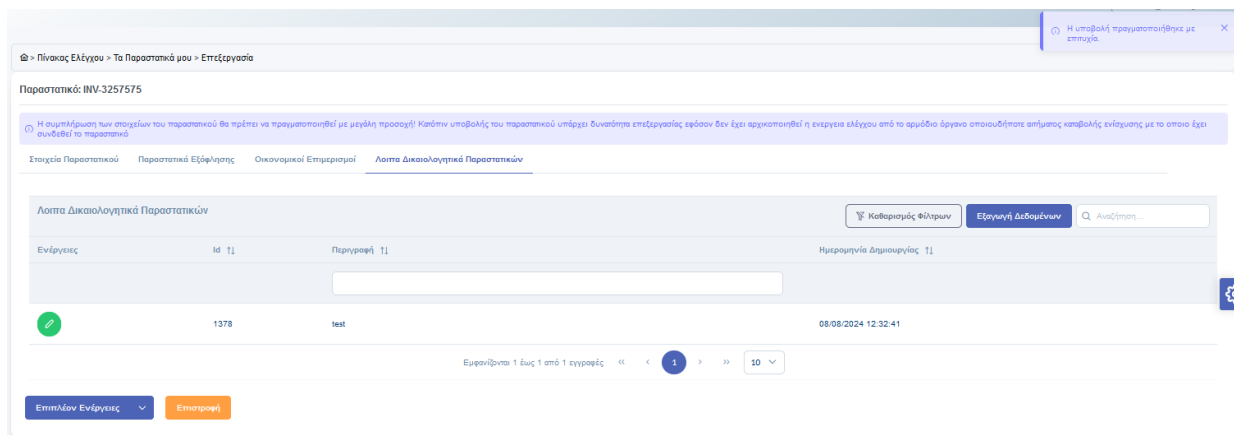 Η υποβολή πραγματοποιήθηκε με
επιτυχία.
> Πίνακας Ελέγχου > Τα Παραστατικά μου > Επεξεργασία
Παραστατικό: INV-3257575
Η συμπλήρωση των στοιχείων του παραστατικού θα πρέπει να πραγματοποιηθεί με μεγάλη προσοχή! Κατόπιν υποβολής του παραστατικού υπάρχει δυνατότητα επεξεργασίας εφόσον δεν έχει αρχικοποιηθεί η ενεργεια ελέγχου από το αρμόδιο όργανο οποιουδήποτε αιτήματος καταβολής ενίσχυσης με το οποιο έχει
συνδεθεί το παραστατικό
Στοιχεία Παραστατικού Παραστατικά Εξόφλησης Οικονομικοί Επιμερισμοί Λοιπα Δικαιολογητικά Παραστατικών
Λοιπα Δικαιολογητικά Παραστατικών Καθαρισμός Φίλτρων Εξαγωγή Δεδομένων Αναζήτηση...
Ενέργειες Id Περιγραφή Ημερομηνία Δημιουργίας
1378 test 08/08/2024 12:32:41
Εμφανίζονται 1 έως 1 από 1 εγγραφές « ‹ 1 › » 10
Επιπλέον Ενέργειες Επιστροφή